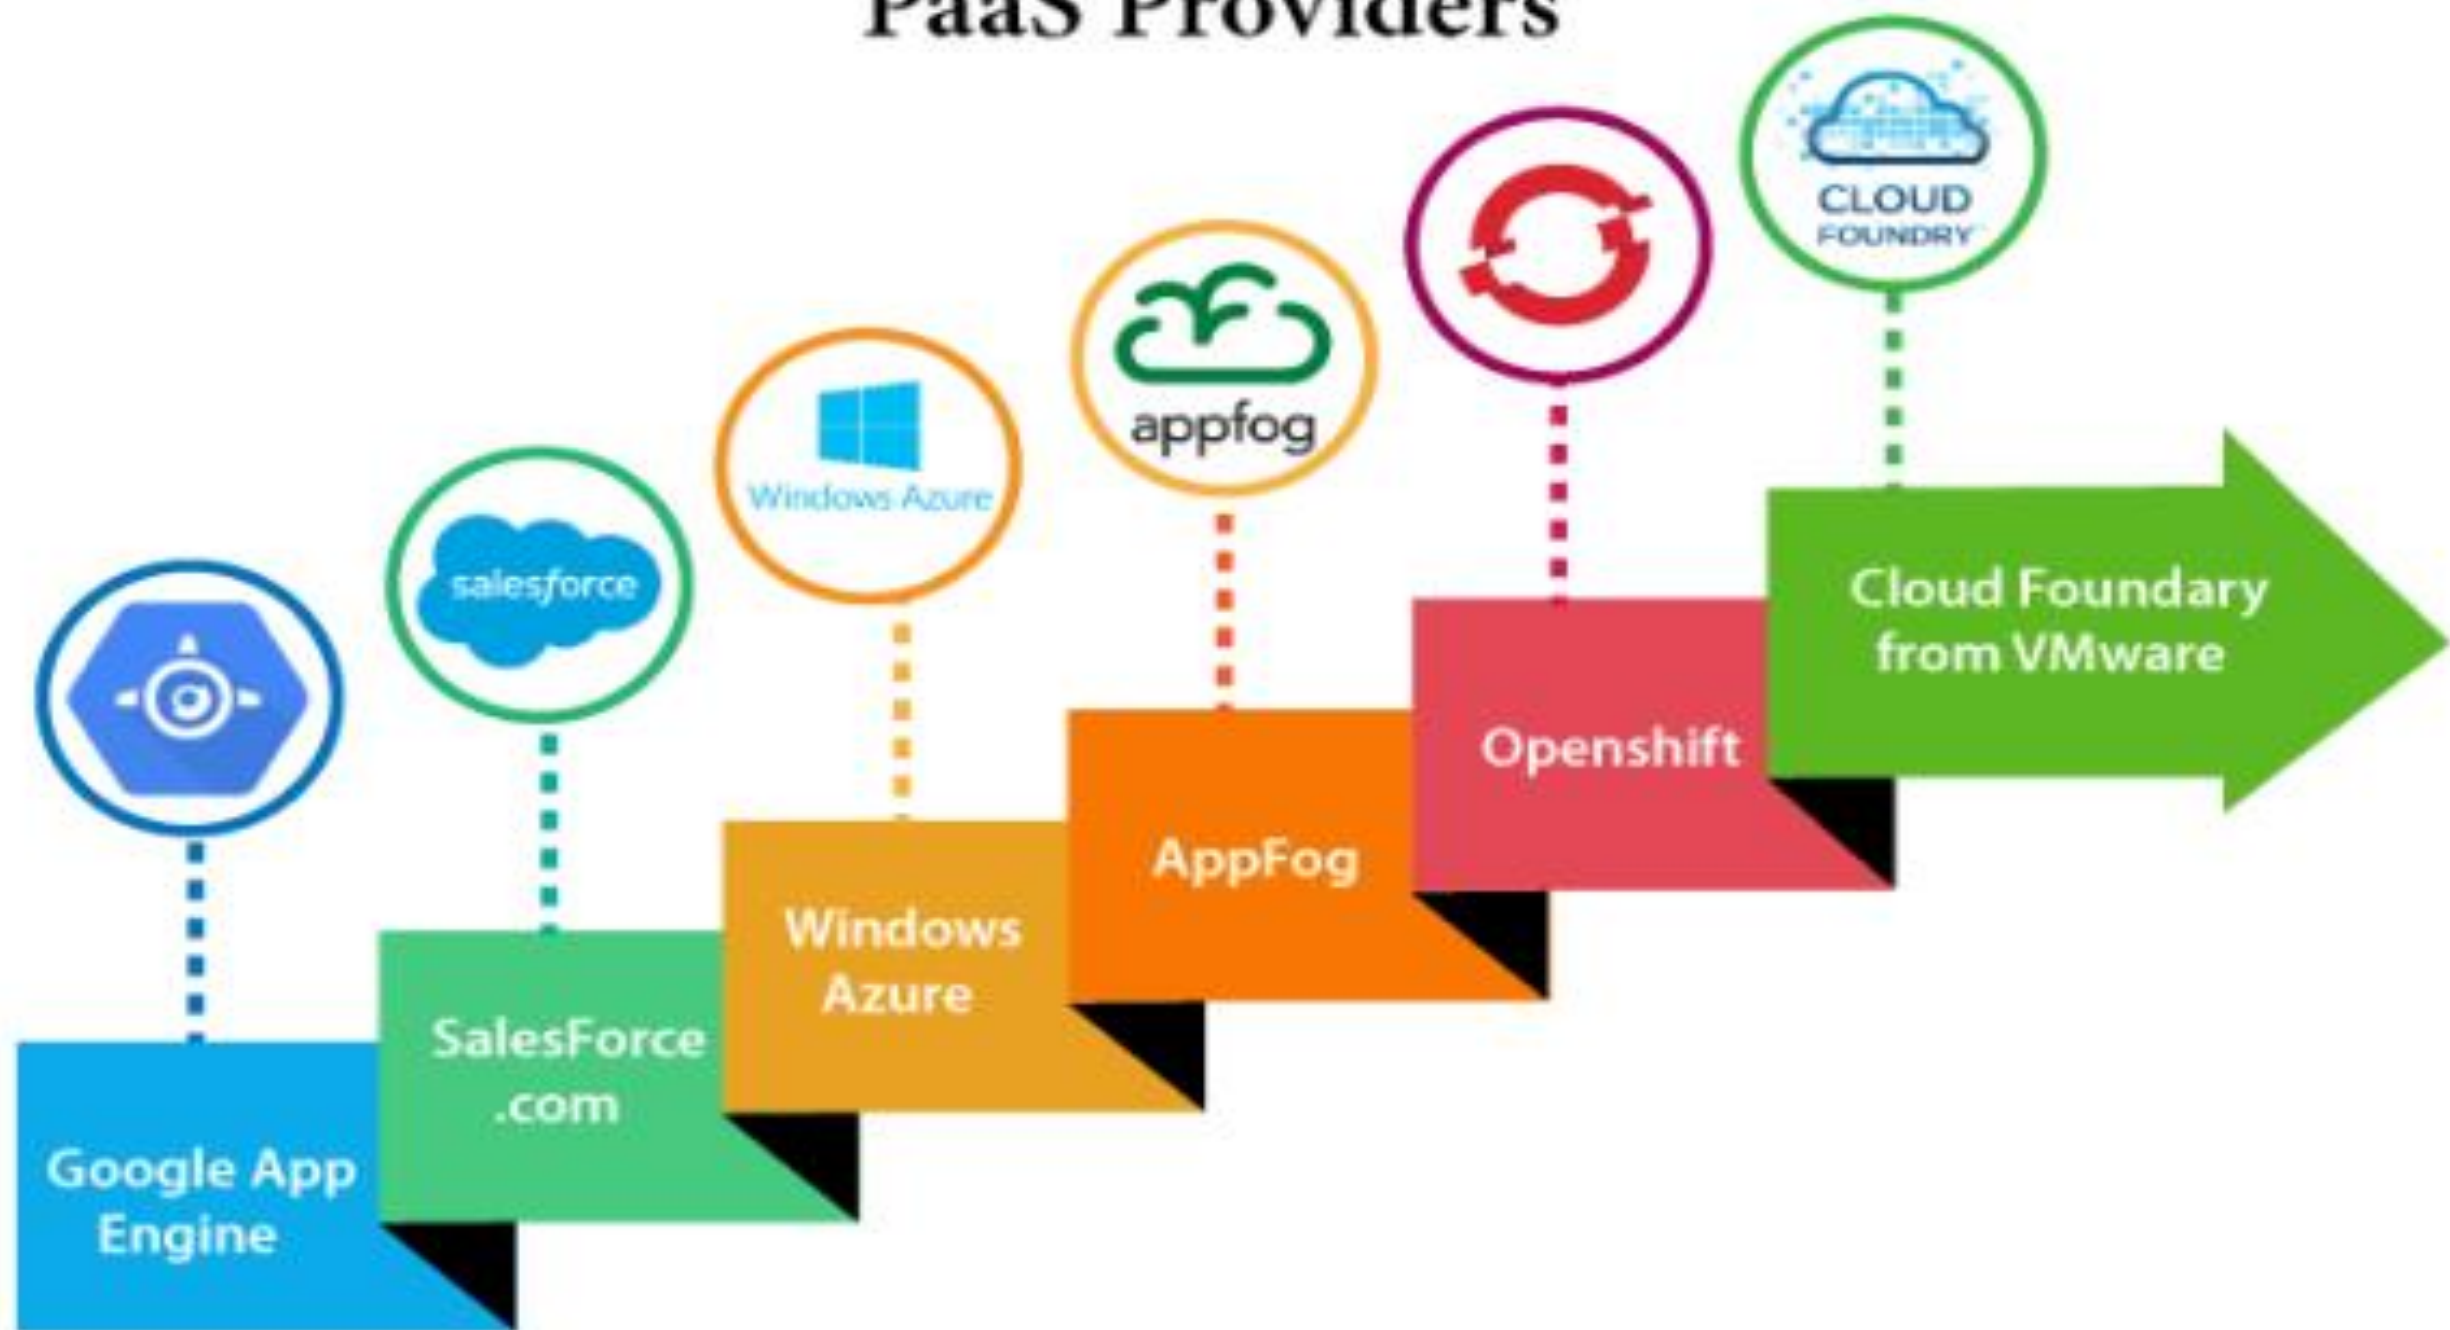 PaaS Providers
CLOUD
FOUNDRY
appfog
Windows Azure
salesforce
Cloud Foundary
from VMware
Openshift
AppFog
Windows
Azure
SalesForce
.com
Google App
Engine